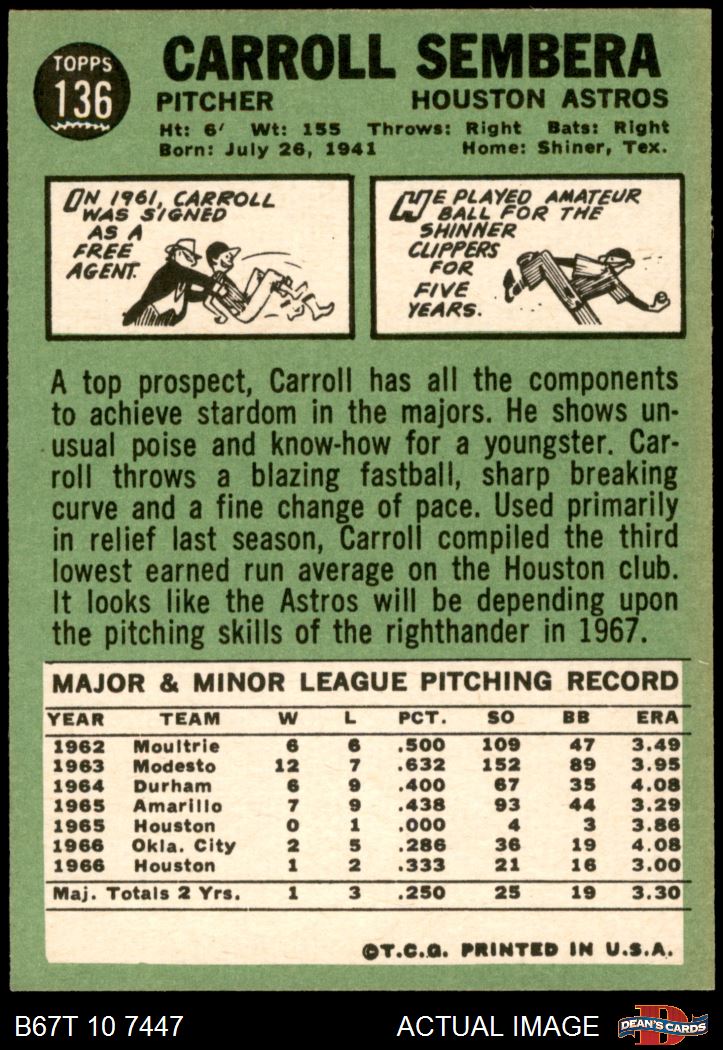 TOPPS
136
CARROLL SEMBERA
PITCHER HOUSTON ASTROS
Ht: 6' Wt: 155 Throws: Right Bats: Right
Born: July 26, 1941 Home: Shiner, Tex.
ON 1961, CARROLL
WAS SIGNED
AS A
FREE
AGENT.
HE PLAYED AMATEUR
BALL FOR THE
SHINNER
CLIPPERS
FOR
FIVE
YEARS.
A top prospect, Carroll has all the components
to achieve stardom in the majors. He shows un-
usual poise and know-how for a youngster. Car-
roll throws a blazing fastball, sharp breaking
curve and a fine change of pace. Used primarily
in relief last season, Carroll compiled the third
lowest earned run average on the Houston club.
It looks like the Astros will be depending upon
the pitching skills of the righthander in 1967.
MAJOR & MINOR LEAGUE PITCHING RECORD
YEAR TEAM W L PCT. SO BB ERA
1962 Moultrie 6 6 .500 109 47 3.49
1963 Modesto 12 7 .632 152 89 3.95
1964 Durham 6 9 .400 67 35 4.08
1965 Amarillo 7 9 .438 93 44 3.29
1965 Houston 0 1 .000 4 3 3.86
1966 Okla. City 2 5 .286 36 19 4.08
1966 Houston 1 2 .333 21 16 3.00
Maj. Totals 2 Yrs. 1 3 .250 25 19 3.30
©T.C.G. PRINTED IN U.S.A.
B67T 10 7447 ACTUAL IMAGE
D
DEAN'S CARDS